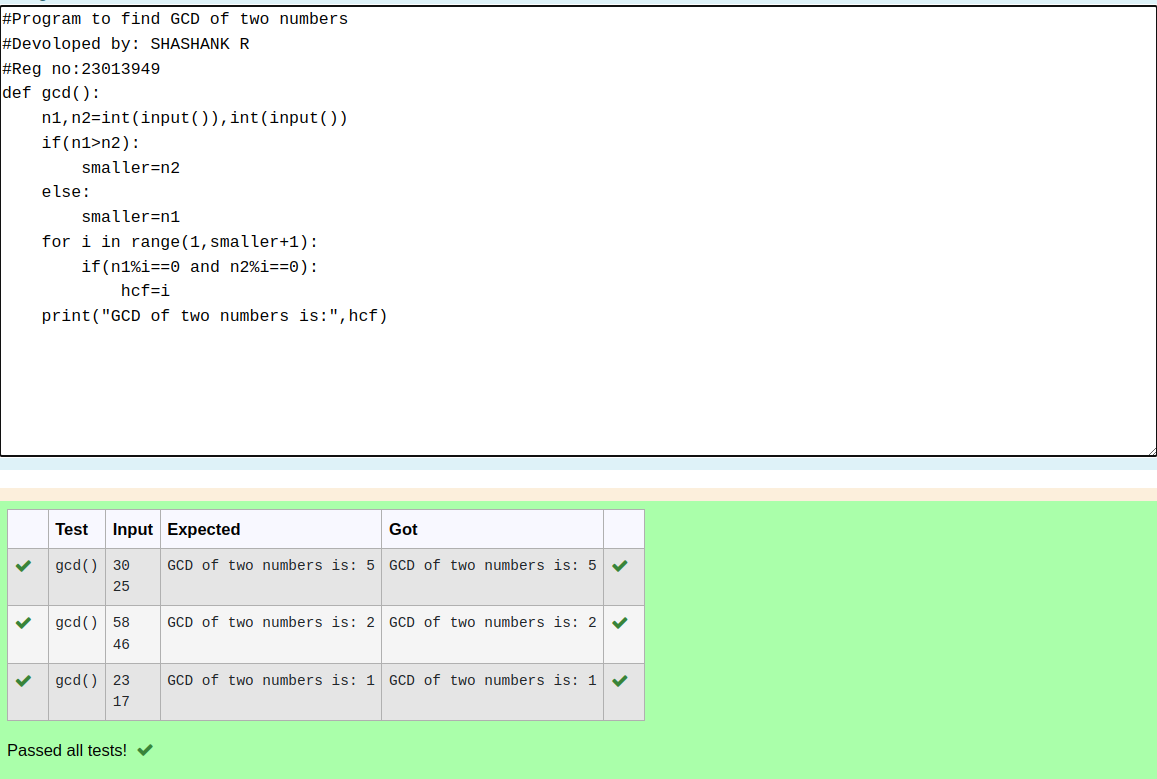 #Program to find GCD of two numbers
#Devoloped by: SHASHANK R
#Reg no:23013949
def gcd():
    n1,n2=int(input()),int(input())
    if(n1>n2):
        smaller=n2
    else:
        smaller=n1
    for i in range(1,smaller+1):
        if(n1%i==0 and n2%i==0):
            hcf=i
    print("GCD of two numbers is:",hcf)
Test Input Expected Got
gcd() 30 GCD of two numbers is: 5 GCD of two numbers is: 5
25
gcd() 58 GCD of two numbers is: 2 GCD of two numbers is: 2
46
gcd() 23 GCD of two numbers is: 1 GCD of two numbers is: 1
17
Passed all tests!